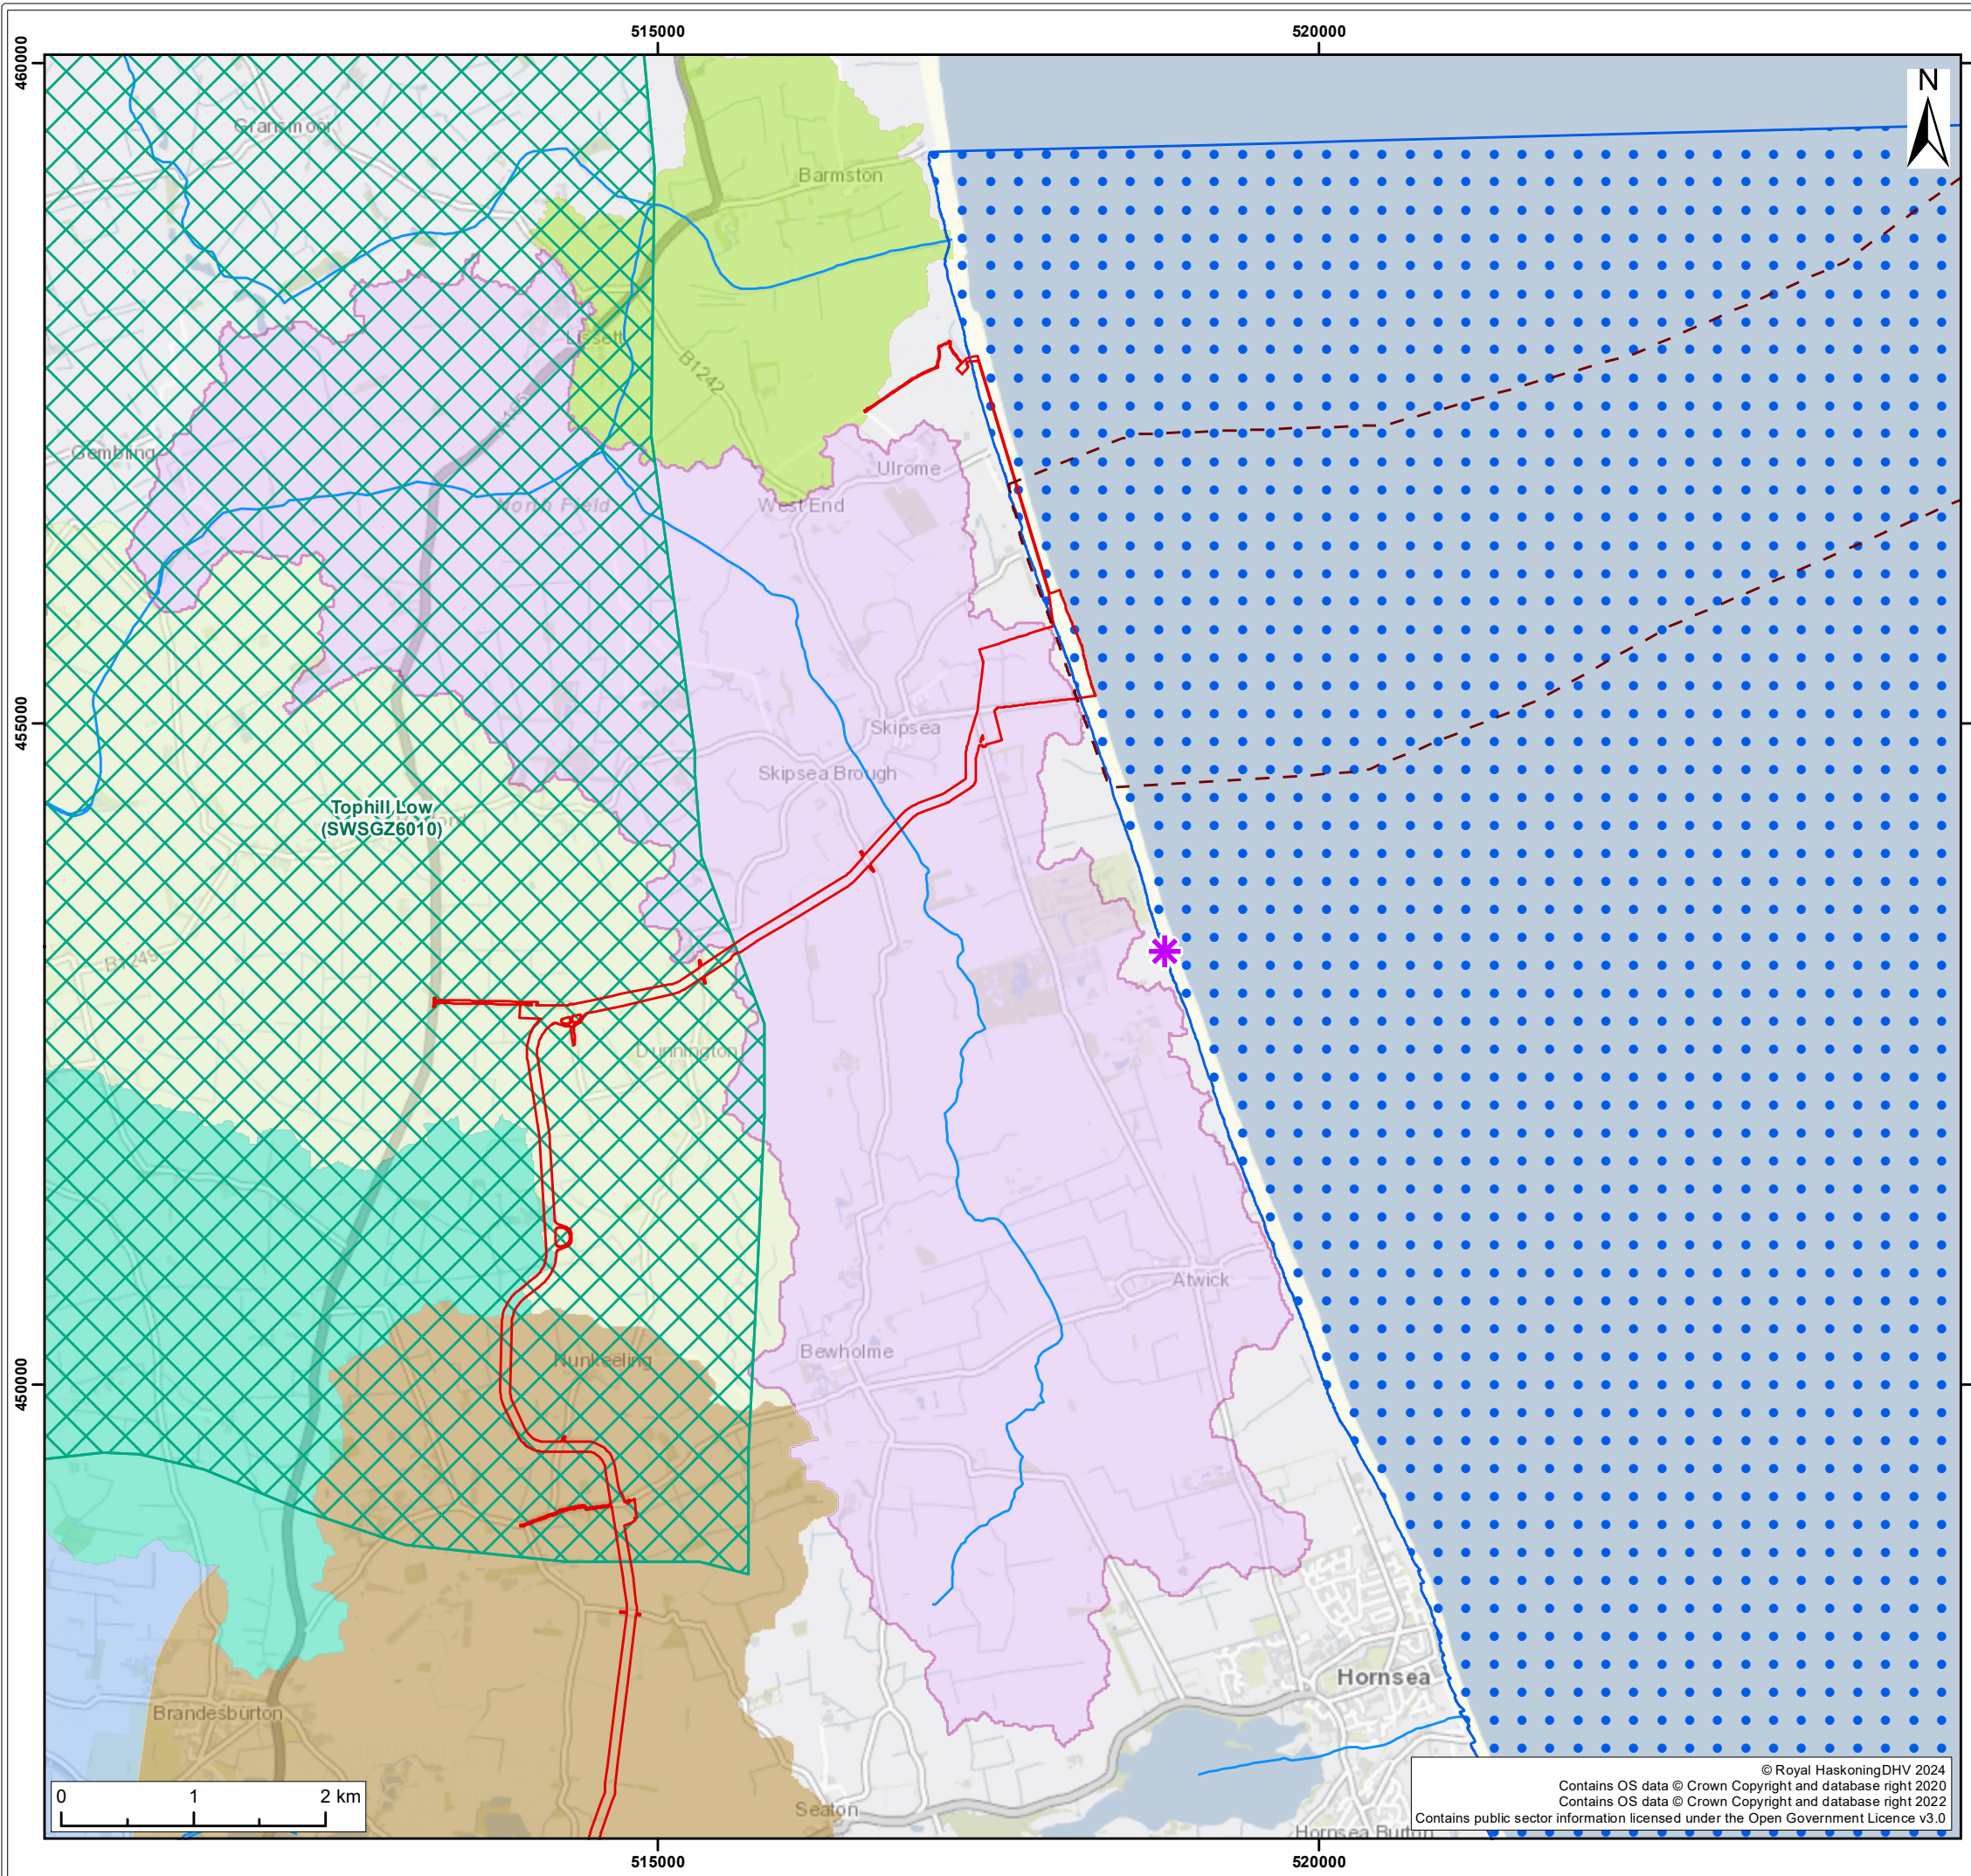 515000
520000
460000
N
Gransmoor
Barmston
Lissett
B1242
Gembling
Ulrome
West End
North Field
455000
Skipsea
Skipsea Brough
Tophill Low
(SWSGZ6010)
B1249
Dunnington
Atwick
Bewholme
450000
Nunkeeling
Hornsea
Brandesburton
Seaton
Hornsea Burton
0 1 2 km
© Royal HaskoningDHV 2024
Contains OS data © Crown Copyright and database right 2020
Contains OS data © Crown Copyright and database right 2022
Contains public sector information licensed under the Open Government Licence v3.0
515000
520000